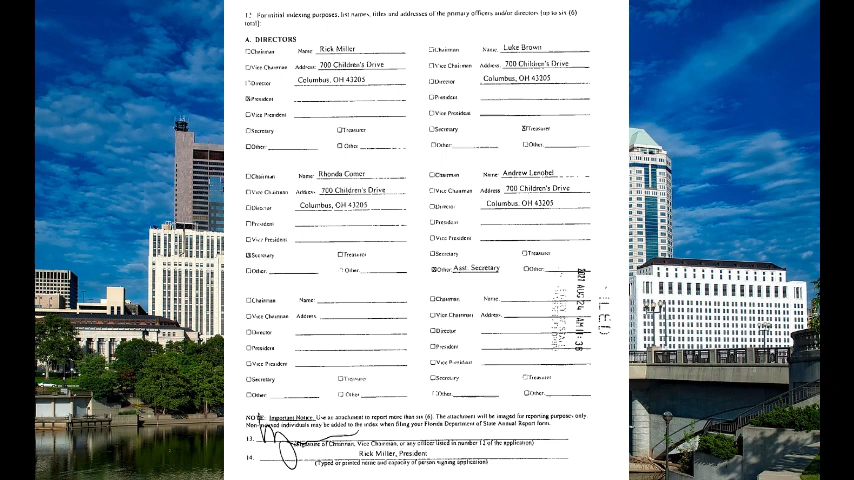 12. For initial indexing purposes, list names, titles and addresses of the primary officers and/or directors [up to six (6)
total]:
A. DIRECTORS
☐Chairman Name: Rick Miller
☐Vice Chairman Address: 700 Children's Drive
☐Director Columbus, OH 43205
☒President
☐Vice President
☐Secretary ☐Treasurer
☐Other: ☐Other
☐Chairman Name: Luke Brown
☐Vice Chairman Address: 700 Children's Drive
☐Director Columbus, OH 43205
☐President
☐Vice President
☐Secretary ☒Treasurer
☐Other: ☐Other:
☐Chairman Name: Rhonda Comer
☐Vice Chairman Address: 700 Children's Drive
☐Director Columbus, OH 43205
☐President
☐Vice President
☒Secretary ☐Treasurer
☐Other: ☐Other:
☐Chairman Name: Andrew Lenobel
☐Vice Chairman Address 700 Children's Drive
☐Director Columbus, OH 43205
☐President
☐Vice President
☐Secretary ☐Treasurer
☒Other: Asst. Secretary ☐Other:
☐Chairman Name:
☐Vice Chairman Address:
☐Director
☐President
☐Vice President
☐Secretary ☐Treasurer
☐Other: ☐Other:
☐Chairman Name:
☐Vice Chairman Address:
☐Director
☐President
☐Vice President
☐Secretary ☐Treasurer
☐Other: ☐Other:
2021 AUG 24 AM 11:38
FILED
Important Notice: Use an attachment to report more than six (6). The attachment will be imaged for reporting purposes only.
individuals may be added to the index when filing your Florida Department of State Annual Report form.
13.
Signature of Chairman, Vice Chairman, or any officer listed in number 12 of the application)
14. Rick Miller, President
(Typed or printed name and capacity of person signing application)